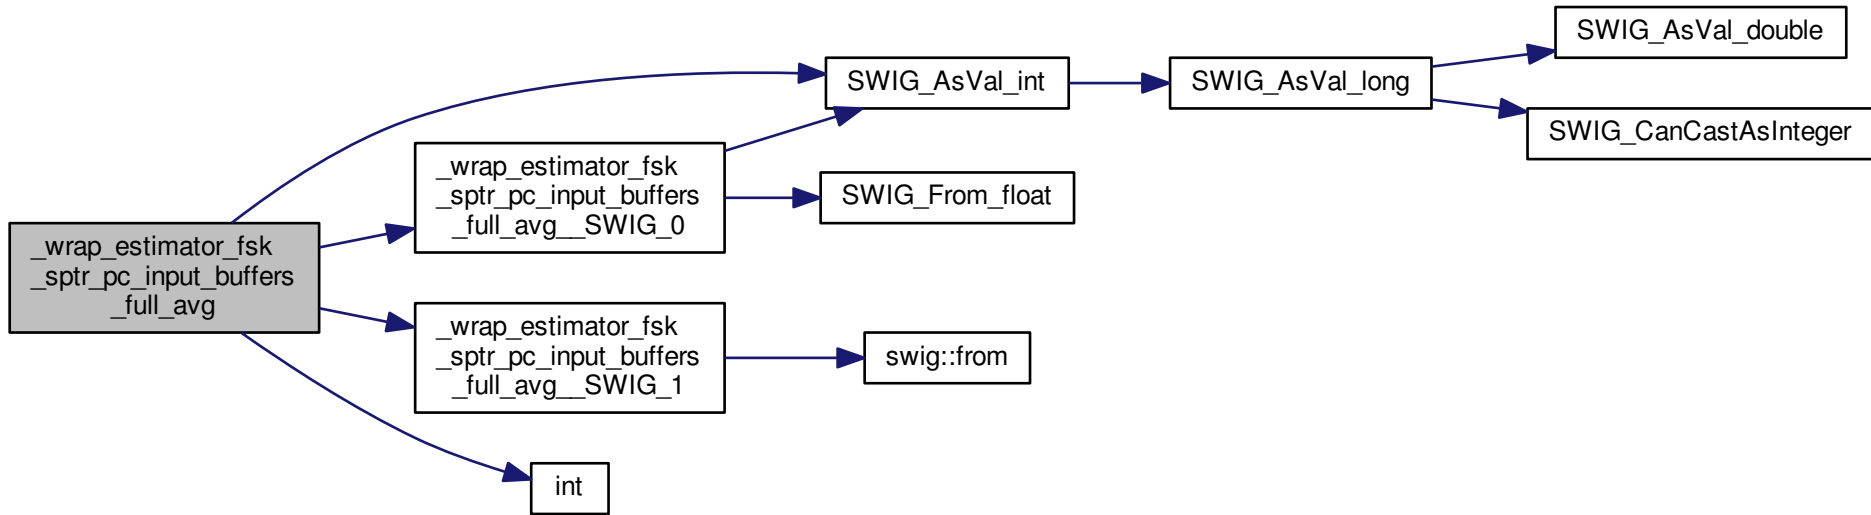 _wrap_estimator_fsk
_sptr_pc_input_buffers
_full_avg
_wrap_estimator_fsk
_sptr_pc_input_buffers
_full_avg__SWIG_0
_wrap_estimator_fsk
_sptr_pc_input_buffers
_full_avg__SWIG_1
int
SWIG_AsVal_int
SWIG_From_float
swig::from
SWIG_AsVal_long
SWIG_AsVal_double
SWIG_CanCastAsInteger